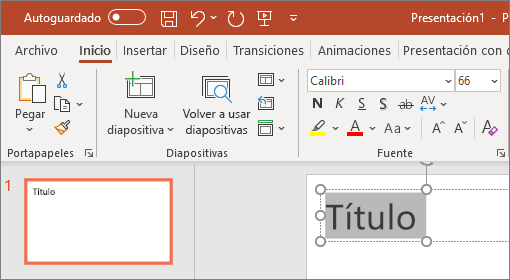 Autoguardado Presentación1 - P
Archivo Inicio Insertar Diseño Transiciones Animaciones Presentación con d
Pegar
Nueva diapositiva
Volver a usar diapositivas
Calibri 66
N K S S ab AV
A Aa A A A
Portapapeles Diapositivas Fuente
1
Título
Título